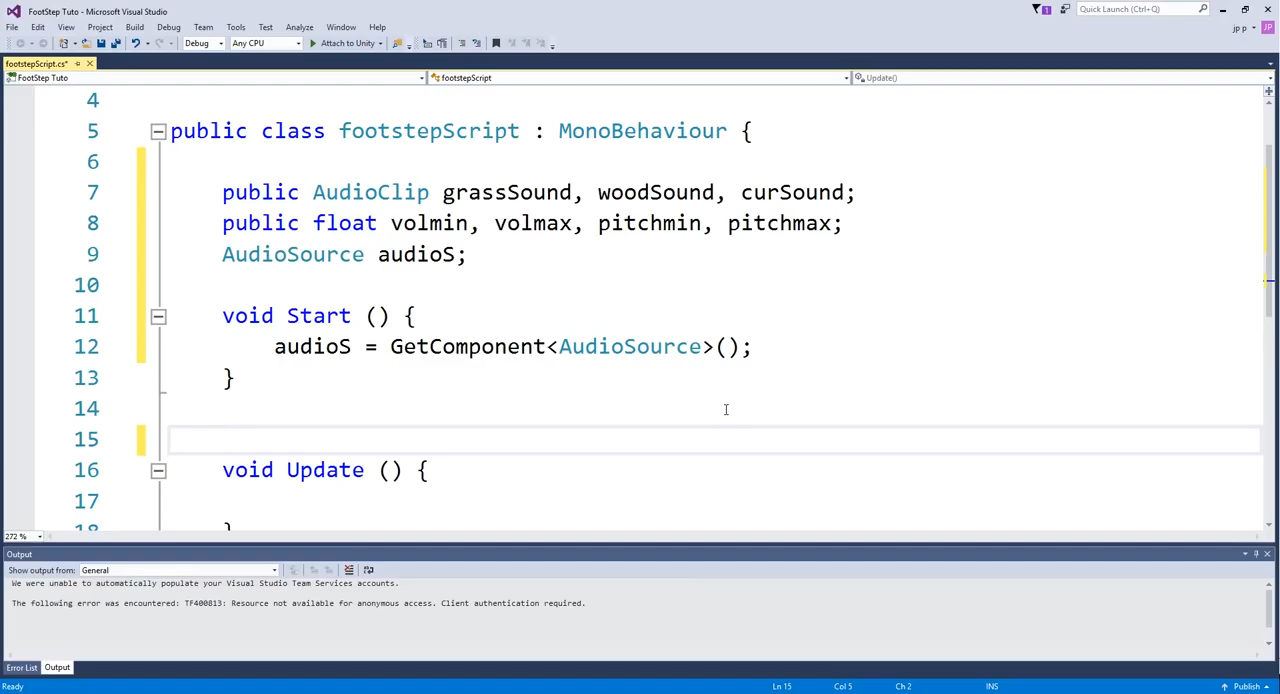 FootStep Tuto - Microsoft Visual Studio
1
Quick Launch (Ctrl+Q)
File Edit View Project Build Debug Team Tools Test Analyze Window Help
jp p JP
Debug Any CPU Attach to Unity
footstepScript.cs*
FootStep Tuto footstepScript Update()
4
5 public class footstepScript : MonoBehaviour {
6
7 public AudioClip grassSound, woodSound, curSound;
8 public float volmin, volmax, pitchmin, pitchmax;
9 AudioSource audioS;
10
11 void Start () {
12 audioS = GetComponent<AudioSource>();
13 }
14
15
16 void Update () {
17
18 }
272 %
Output
Show output from: General
We were unable to automatically populate your Visual Studio Team Services accounts.
The following error was encountered: TF400813: Resource not available for anonymous access. Client authentication required.
Error List Output
Ready Ln 15 Col 5 Ch 2 INS Publish